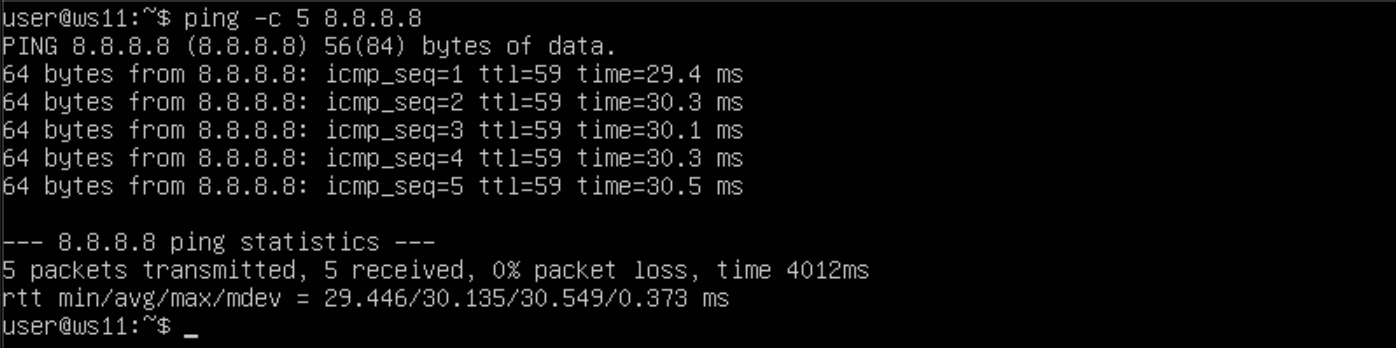 user@ws11:~$ ping -c 5 8.8.8.8
PING 8.8.8.8 (8.8.8.8) 56(84) bytes of data.
64 bytes from 8.8.8.8: icmp_seq=1 ttl=59 time=29.4 ms
64 bytes from 8.8.8.8: icmp_seq=2 ttl=59 time=30.3 ms
64 bytes from 8.8.8.8: icmp_seq=3 ttl=59 time=30.1 ms
64 bytes from 8.8.8.8: icmp_seq=4 ttl=59 time=30.3 ms
64 bytes from 8.8.8.8: icmp_seq=5 ttl=59 time=30.5 ms

--- 8.8.8.8 ping statistics ---
5 packets transmitted, 5 received, 0% packet loss, time 4012ms
rtt min/avg/max/mdev = 29.446/30.135/30.549/0.373 ms
user@ws11:~$ _